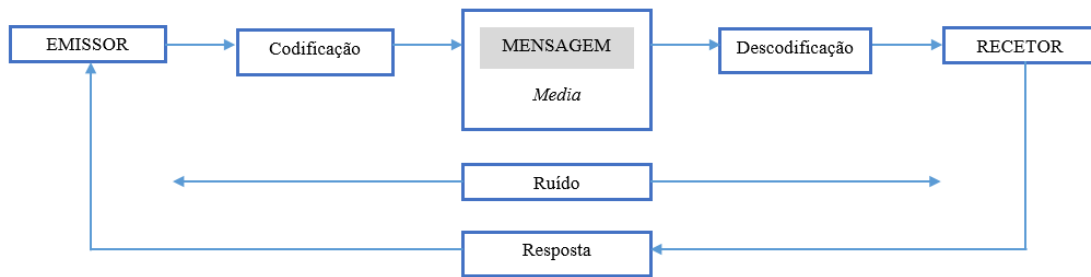 EMISSOR
Codificação
MENSAGEM
Media
Descodificação
RECETOR
Ruído
Resposta